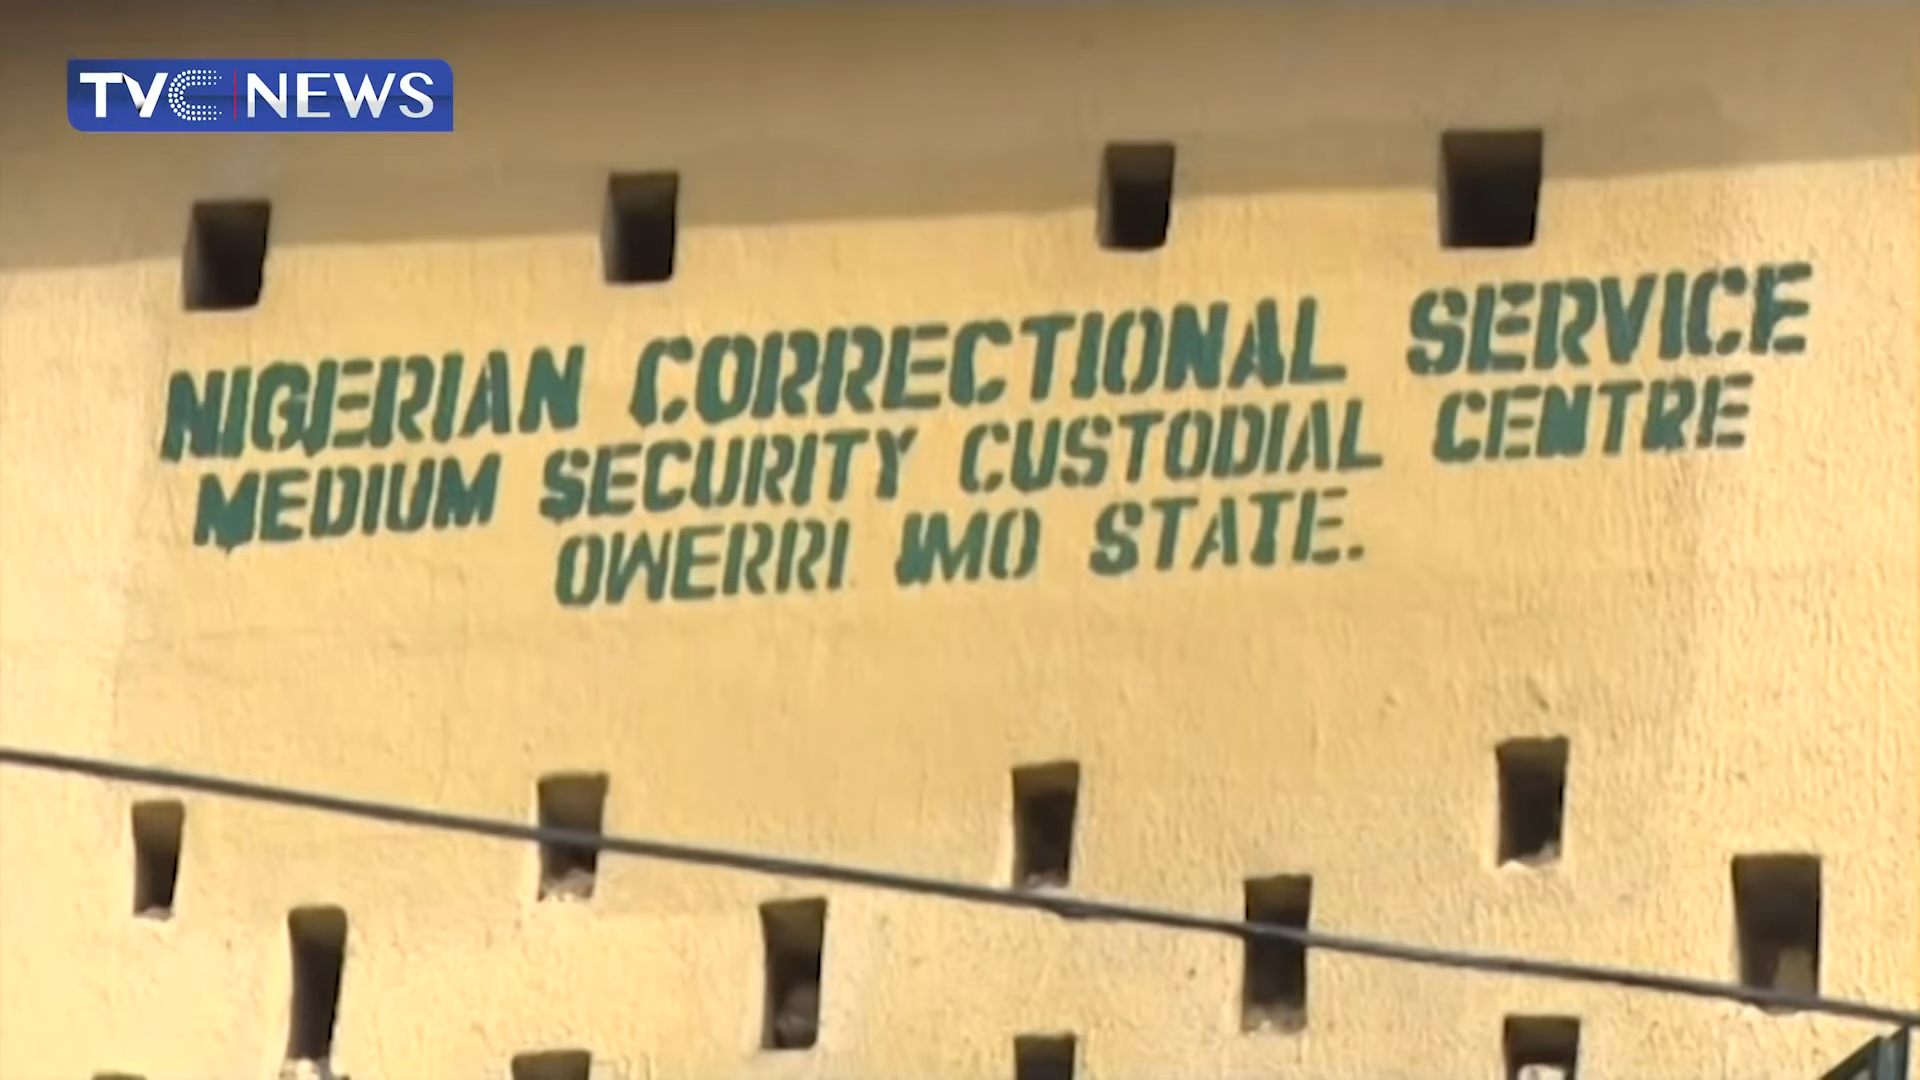 TVC NEWS
NIGERIAN CORRECTIONAL SERVICE
MEDIUM SECURITY CUSTODIAL CENTRE
OWERRI IMO STATE.